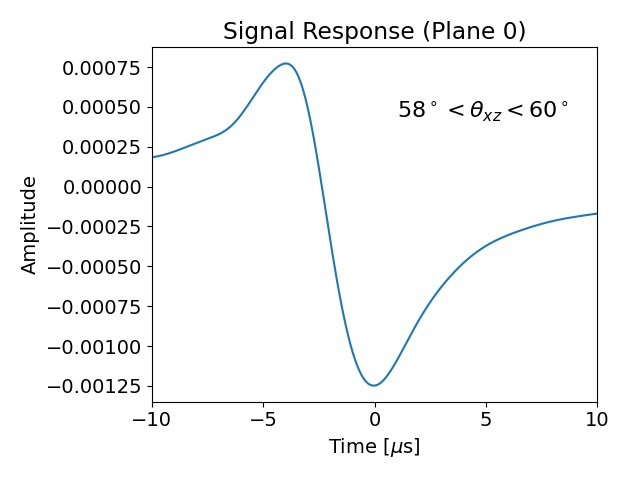 Signal Response (Plane 0)
0.00075
0.00050
0.00025
0.00000
−0.00025
−0.00050
−0.00075
−0.00100
−0.00125
Amplitude
58° < θxz < 60°
−10 −5 0 5 10
Time [μs]